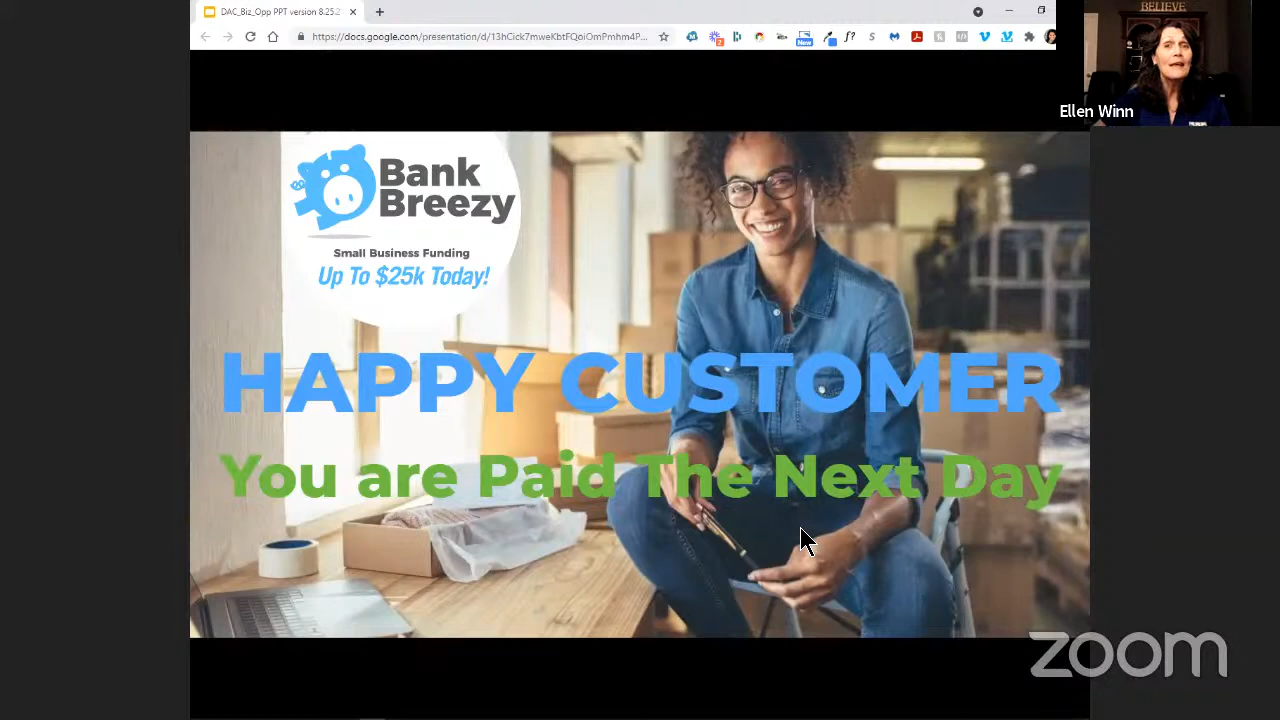 DAC_Biz_Opp PPT version 8.25.2
https://docs.google.com/presentation/d/13hCick7mweKbtFQoiOmPmhm4P...
New
BELIEVE
Ellen Winn
Bank
Breezy
Small Business Funding
Up To $25k Today!
HAPPY CUSTOMER
You are Paid The Next Day
zoom